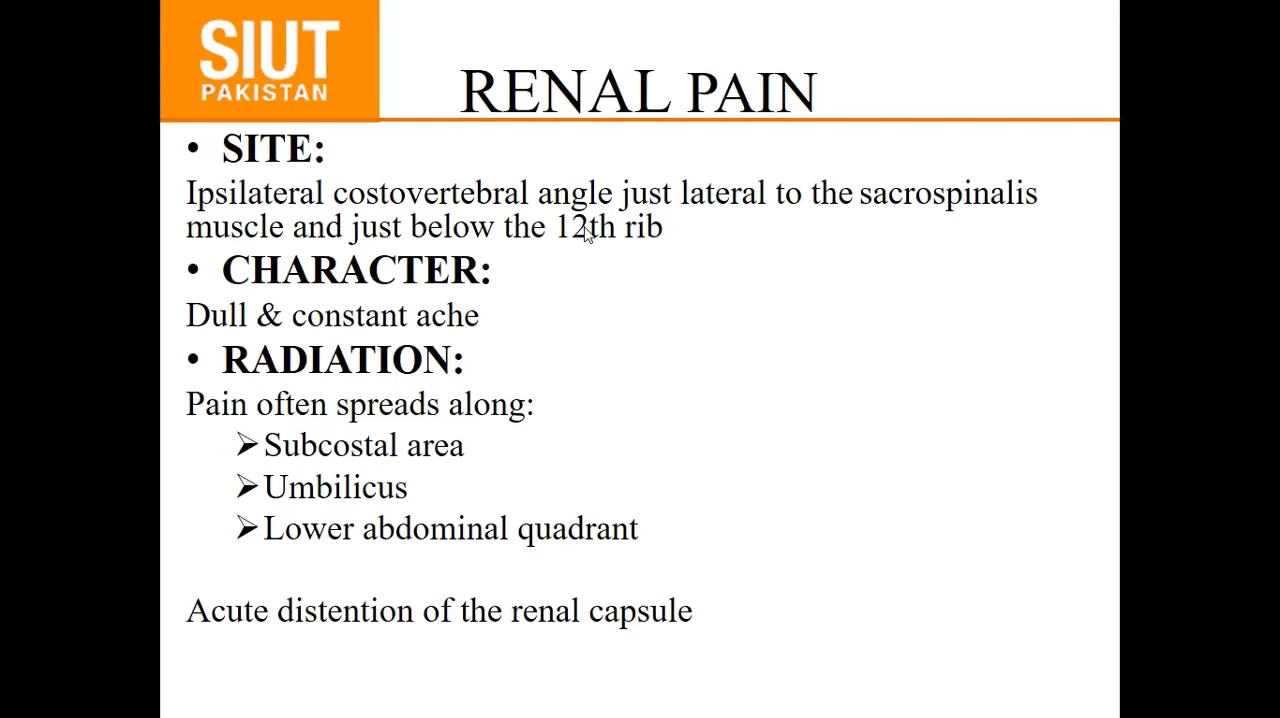 SIUT
PAKISTAN
RENAL PAIN
• SITE:
Ipsilateral costovertebral angle just lateral to the sacrospinalis
muscle and just below the 12th rib
• CHARACTER:
Dull & constant ache
• RADIATION:
Pain often spreads along:
➢Subcostal area
➢Umbilicus
➢Lower abdominal quadrant
Acute distention of the renal capsule